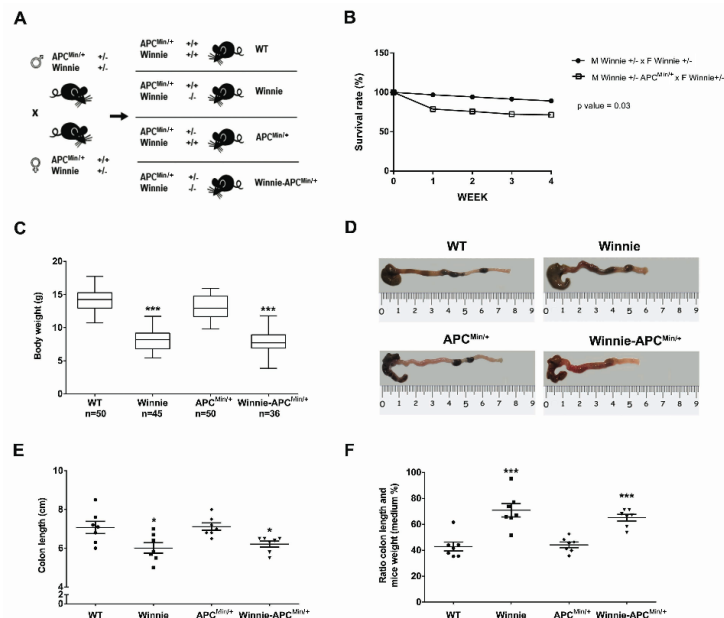 A
APC^Min/+ +/-
Winnie +/-
X
APC^Min/+ +/+
Winnie +/-
APC^Min/+ +/+
Winnie +/+
WT
APC^Min/+ +/+
Winnie -/-
Winnie
APC^Min/+ +/-
Winnie +/+
APC^Min/+
APC^Min/+ +/-
Winnie -/-
Winnie-APC^Min/+
B
Survival rate (%)
150
100
50
0
0 1 2 3 4
WEEK
M Winnie +/- x F Winnie +/-
M Winnie +/- APC^Min/+ x F Winnie+/-
p value = 0.03
C
Body weight (g)
20
15
10
5
0
*** ***
WT Winnie APC^Min/+ Winnie-APC^Min/+
n=50 n=45 n=50 n=36
D
WT Winnie
0 1 2 3 4 5 6 7 8 9
0 1 2 3 4 5 6 7 8 9
APC^Min/+ Winnie-APC^Min/+
0 1 2 3 4 5 6 7 8 9
0 1 2 3 4 5 6 7 8 9
E
Colon length (cm)
10
8
6
4
2
0
* *
WT Winnie APC^Min/+ Winnie-APC^Min/+
F
Ratio colon length and
mice weight (medium %)
100
80
60
40
20
0
*** ***
WT Winnie APC^Min/+ Winnie-APC^Min/+